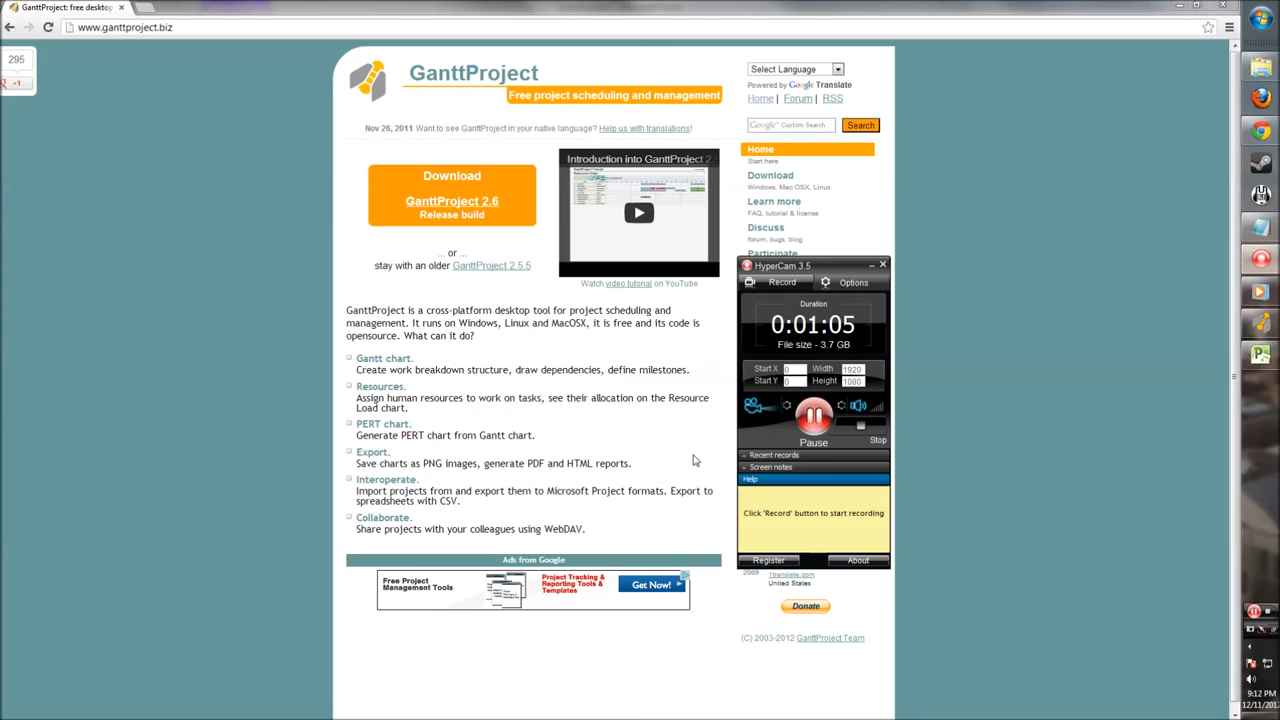 GanttProject: free desktop
www.ganttproject.biz
295
+1
GanttProject
Free project scheduling and management
Select Language
Powered by Google Translate
Home | Forum | RSS
Nov 26, 2011 Want to see GanttProject in your native language? Help us with translations!
Google™ Custom Search
Search
Download
GanttProject 2.6
Release build
... or ...
stay with an older GanttProject 2.5.5
Introduction into GanttProject 2.
Watch video tutorial on YouTube
Home
Start here
Download
Windows, Mac OSX, Linux
Learn more
FAQ, tutorial & license
Discuss
forum, bugs, blog
Participate
GanttProject is a cross-platform desktop tool for project scheduling and
management. It runs on Windows, Linux and MacOSX, it is free and its code is
opensource. What can it do?
Gantt chart.
Create work breakdown structure, draw dependencies, define milestones.
Resources.
Assign human resources to work on tasks, see their allocation on the Resource
Load chart.
PERT chart.
Generate PERT chart from Gantt chart.
Export.
Save charts as PNG images, generate PDF and HTML reports.
Interoperate.
Import projects from and export them to Microsoft Project formats. Export to
spreadsheets with CSV.
Collaborate.
Share projects with your colleagues using WebDAV.
Ads from Google
Free Project
Management Tools
Project Tracking &
Reporting Tools &
Templates
Get Now!
HyperCam 3.5
Record
Options
Duration
0:01:05
File size - 3.7 GB
Start X 0 Width 1920
Start Y 0 Height 1080
Pause
Stop
Recent records
Screen notes
Help
Click 'Record' button to start recording
Register
About
2009
1translate.com
United States
Donate
(C) 2003-2012 GanttProject Team
9:12 PM
12/11/201